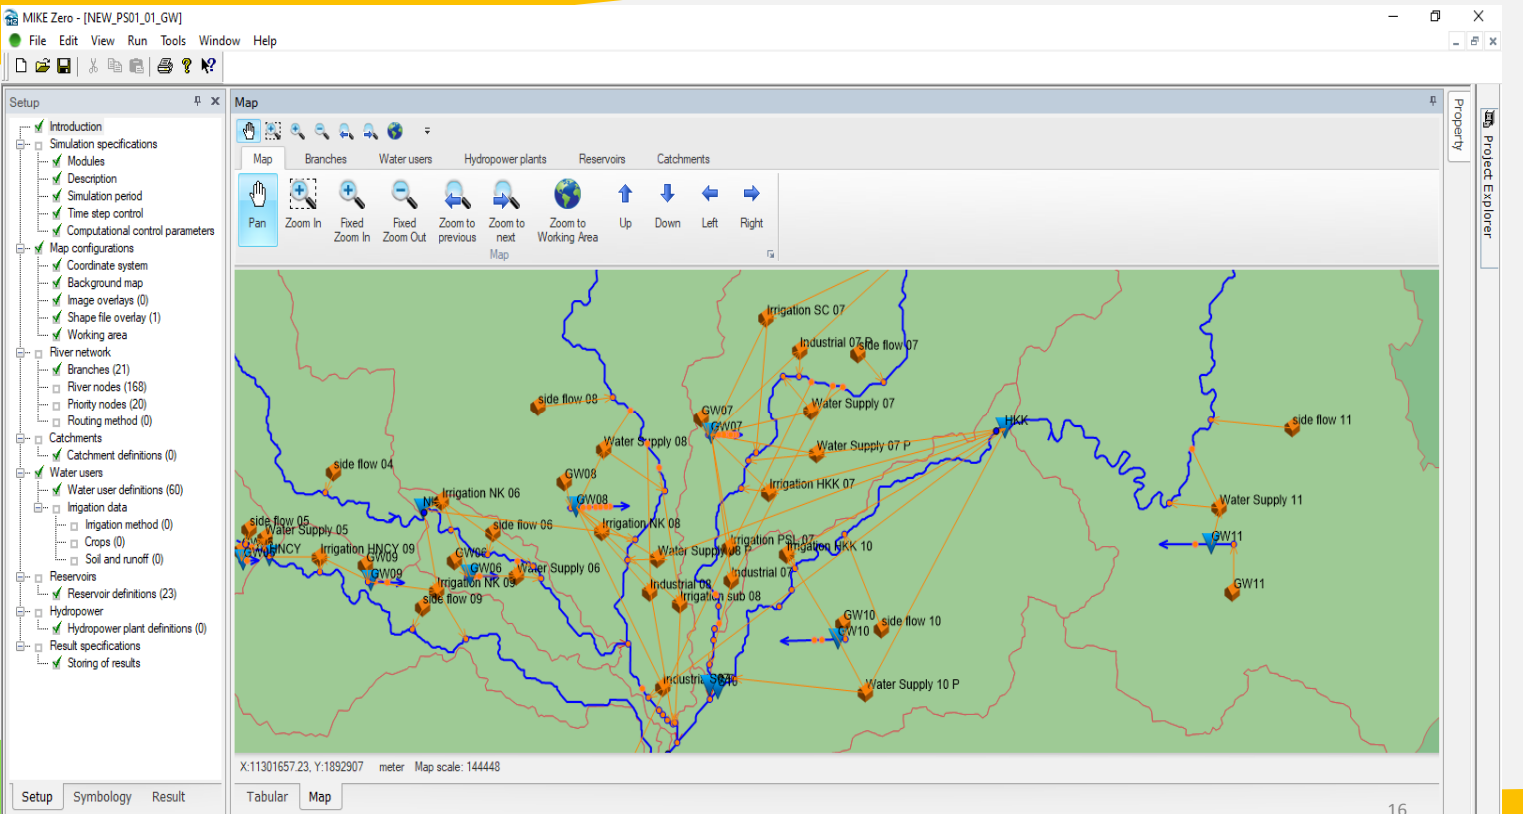 MIKE Zero - [NEW_PS01_01_GW]
File Edit View Run Tools Window Help
Setup
Introduction
Simulation specifications
Modules
Description
Simulation period
Time step control
Computational control parameters
Map configurations
Coordinate system
Background map
Image overlays (0)
Shape file overlay (1)
Working area
River network
Branches (21)
River nodes (168)
Priority nodes (20)
Routing method (0)
Catchments
Catchment definitions (0)
Water users
Water user definitions (60)
Irrigation data
Irrigation method (0)
Crops (0)
Soil and runoff (0)
Reservoirs
Reservoir definitions (23)
Hydropower
Hydropower plant definitions (0)
Result specifications
Storing of results
Setup Symbology Result
Map
Map Branches Water users Hydropower plants Reservoirs Catchments
Pan
Zoom In
Fixed
Zoom In
Fixed
Zoom Out
Zoom to
previous
Zoom to
next
Zoom to
Working Area
Up
Down
Left
Right
Map
Irrigation SC 07
Industrial 07 P
side flow 07
side flow 08
GW07
GW07
Water Supply 07
HKK
side flow 11
Water Supply 08
Water Supply 07 P
side flow 04
GW08
Irrigation HKK 07
Irrigation NK 06
GW08
Water Supply 11
side flow 05
Water Supply 05
side flow 06
Irrigation NK 08
Irrigation PSL 07
Irrigation HKK 10
GW11
HNCY
Irrigation HNCY 09
GW09
GW06
Water Supply 08 P
GW09
GW06
Water Supply 06
Industrial 07
Irrigation NK 09
Industrial 08
GW11
side flow 09
Irrigation sub 08
GW10
side flow 10
GW10
Water Supply 10 P
X:11301657.23, Y:1892907 meter Map scale: 144448
Tabular Map
Property
Project Explorer
16